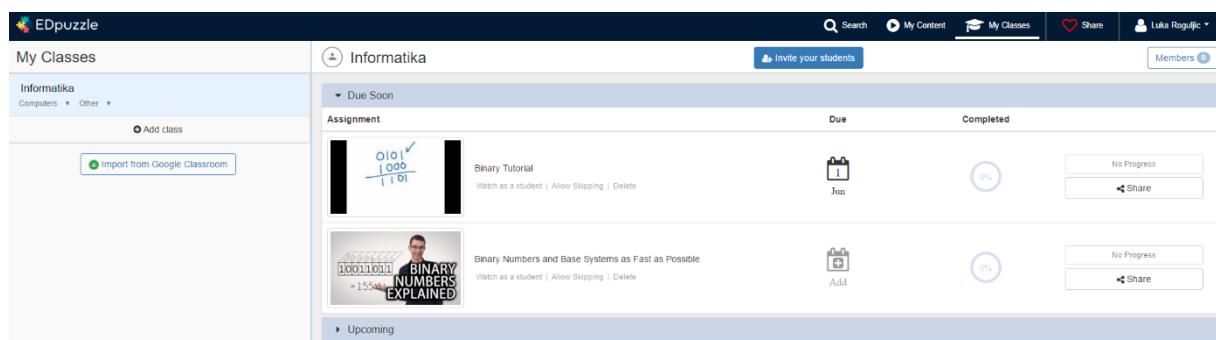 EDpuzzle
Search
My Content
My Classes
Share
Luka Roguljic
My Classes
Informatika
Computers
Other
Add class
Import from Google Classroom
Informatika
Invite your students
Members 0
Due Soon
Assignment Due Completed
0101
1000
1101
Binary Tutorial
Watch as a student | Allow Skipping | Delete
1
Jun
0%
No Progress
Share
10011011
=155
BINARY
NUMBERS
EXPLAINED
Binary Numbers and Base Systems as Fast as Possible
Watch as a student | Allow Skipping | Delete
Add
0%
No Progress
Share
Upcoming